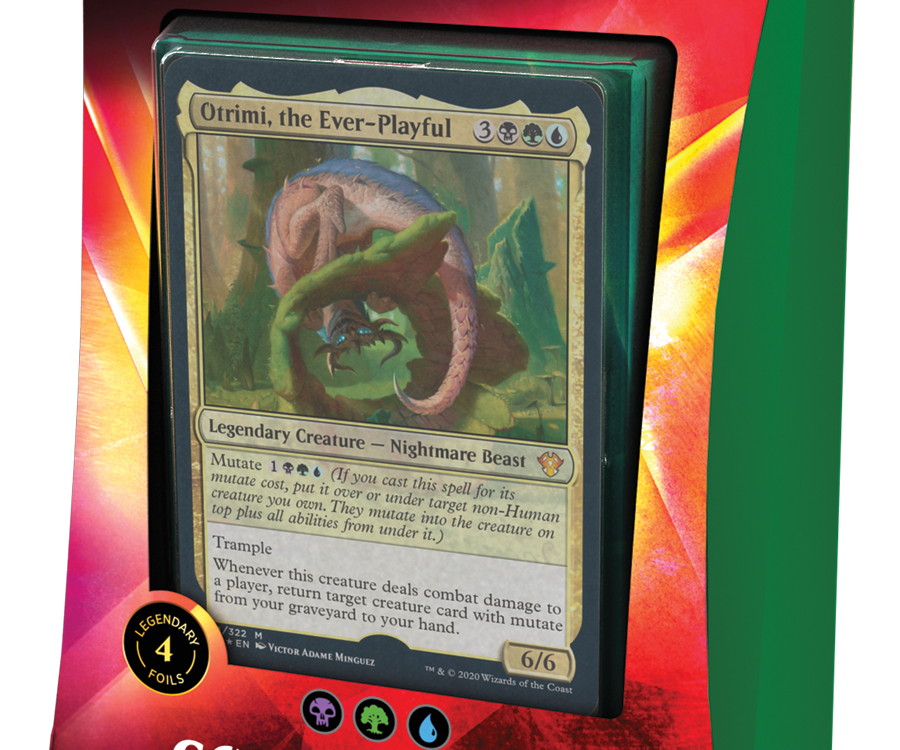 Otrimi, the Ever-Playful 3
Legendary Creature — Nightmare Beast
Mutate 1 (If you cast this spell for its
mutate cost, put it over or under target non-Human
creature you own. They mutate into the creature on
top plus all abilities from under it.)
Trample
Whenever this creature deals combat damage to
a player, return target creature card with mutate
from your graveyard to your hand.
6/6
/322 M
EN Victor Adame Minguez
™ & © 2020 Wizards of the Coast
LEGENDARY
4
FOILS